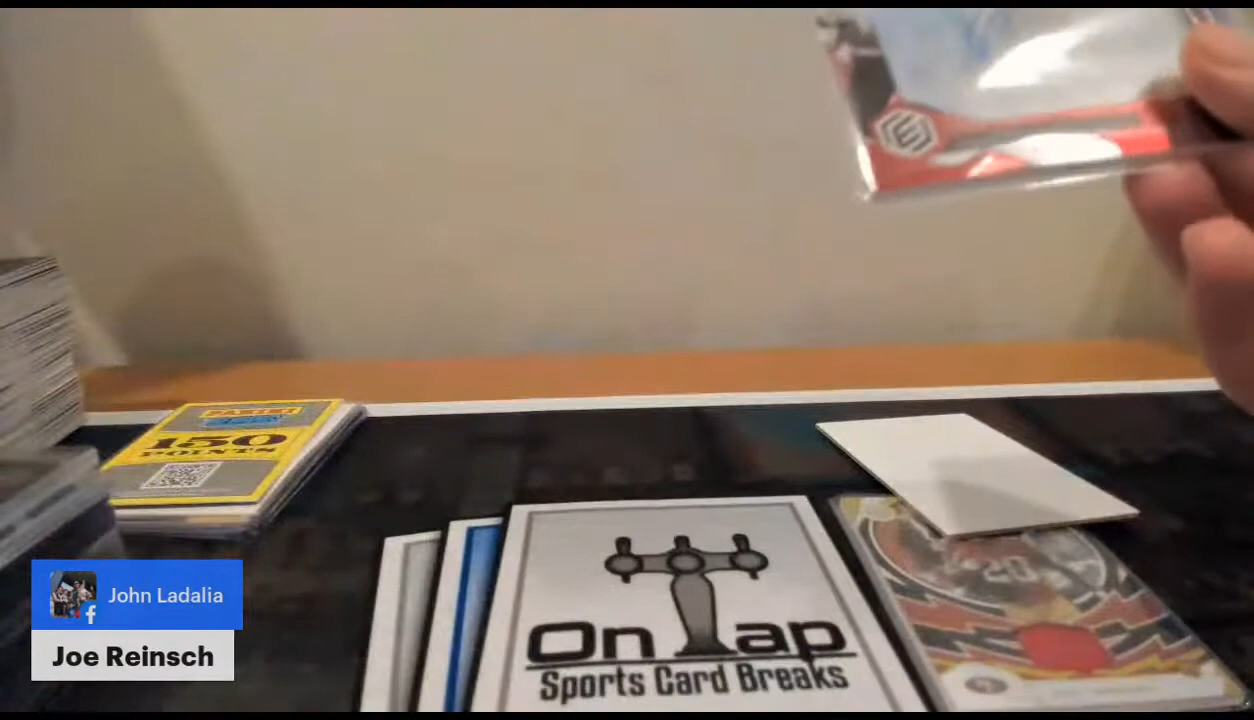 PANINI
150
POINTS
On Tap
Sports Card Breaks
John Ladalia
Joe Reinsch